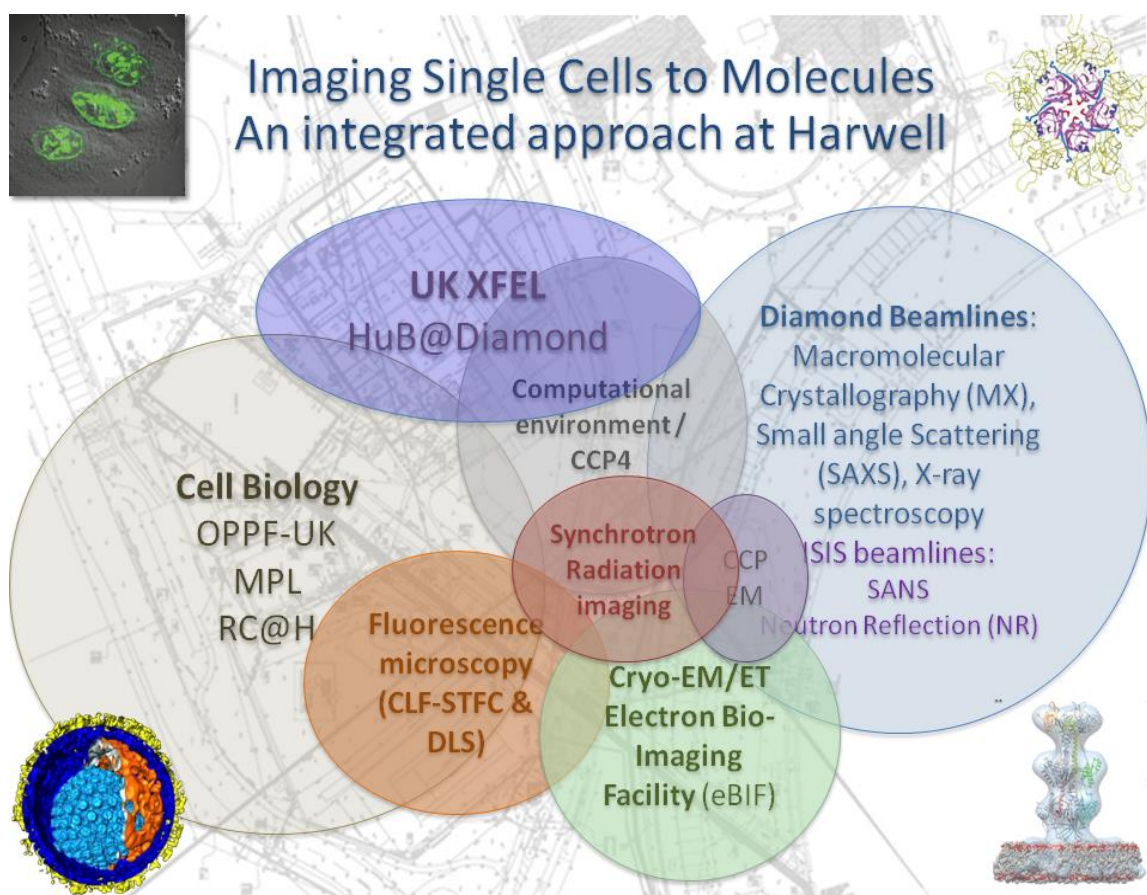 Imaging Single Cells to Molecules
An integrated approach at Harwell
UK XFEL
HuB@Diamond
Computational
environment /
CCP4
Diamond Beamlines:
Macromolecular
Crystallography (MX),
Small angle Scattering
(SAXS), X-ray
spectroscopy
ISIS beamlines:
SANS
Neutron Reflection (NR)
Cell Biology
OPPF-UK
MPL
RC@H
Synchrotron
Radiation
imaging
CCP
EM
Fluorescence
microscopy
(CLF-STFC &
DLS)
Cryo-EM/ET
Electron Bio-
Imaging
Facility (eBIF)